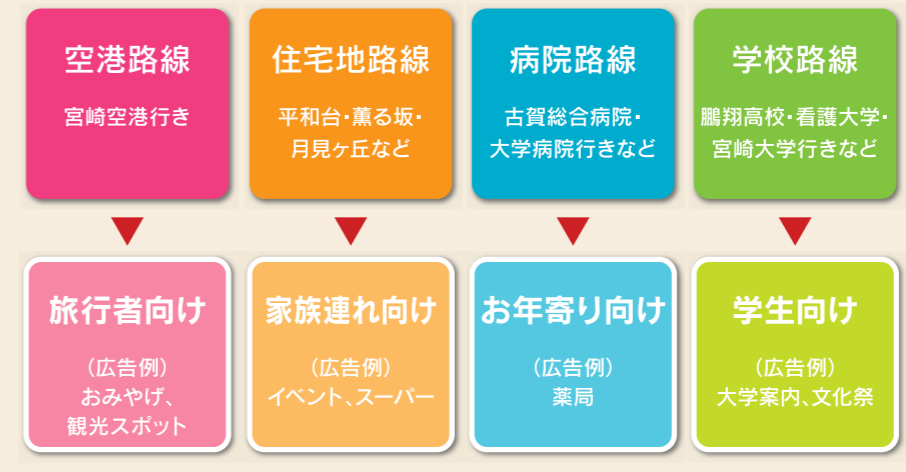 空港路線
宮崎空港行き
住宅地路線
平和台・薫る坂・
月見ヶ丘など
病院路線
古賀総合病院・
大学病院行きなど
学校路線
鵬翔高校・看護大学・
宮崎大学行きなど
旅行者向け
（広告例）
おみやげ、
観光スポット
家族連れ向け
（広告例）
イベント、スーパー
お年寄り向け
（広告例）
薬局
学生向け
（広告例）
大学案内、文化祭